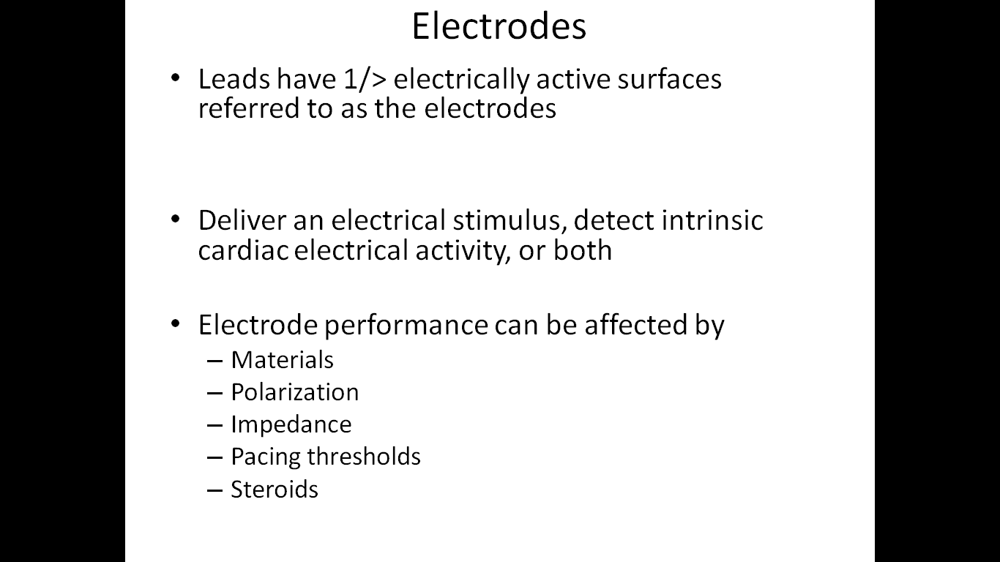 Electrodes
• Leads have 1/> electrically active surfaces
referred to as the electrodes
• Deliver an electrical stimulus, detect intrinsic
cardiac electrical activity, or both
• Electrode performance can be affected by
– Materials
– Polarization
– Impedance
– Pacing thresholds
– Steroids